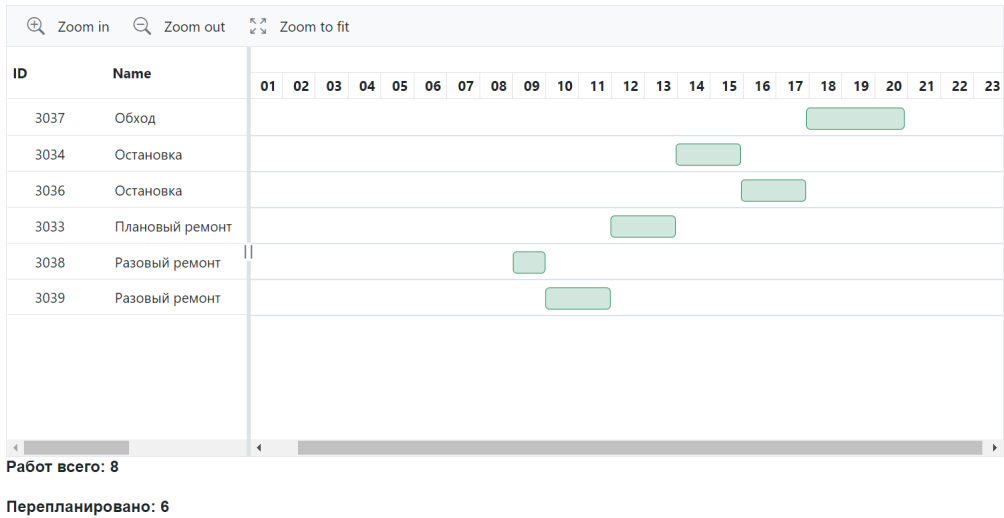 Zoom in Zoom out Zoom to fit
ID Name
01 02 03 04 05 06 07 08 09 10 11 12 13 14 15 16 17 18 19 20 21 22 23
3037 Обход
3034 Остановка
3036 Остановка
3033 Плановый ремонт
3038 Разовый ремонт
3039 Разовый ремонт
Работ всего: 8
Перепланировано: 6